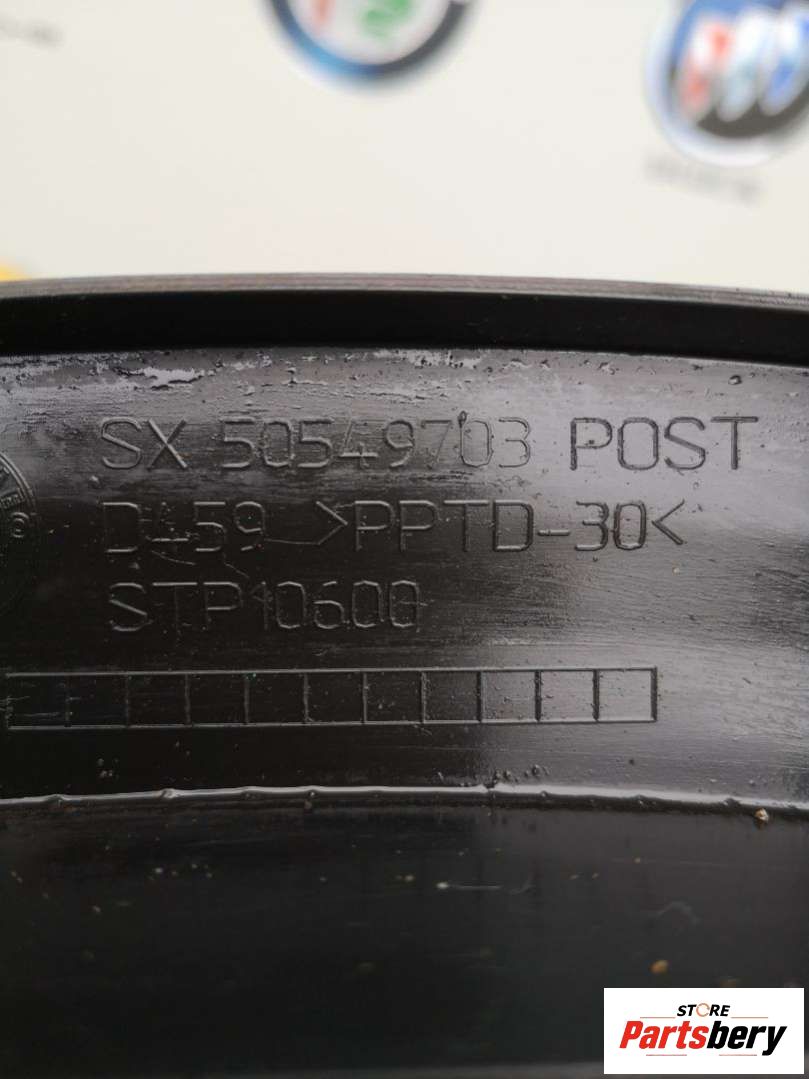 SX 50549703 POST
D459 >PPTD-30<
STP10600
STORE
Partsbery